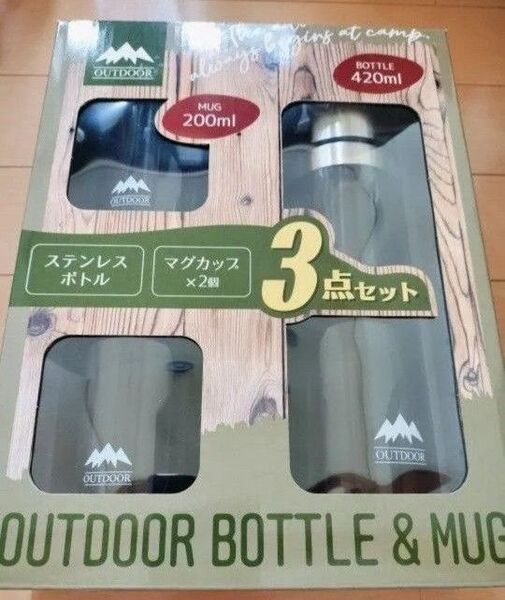 OUTDOOR
always begins at camp.
MUG
200ml
BOTTLE
420ml
OUTDOOR
ステンレス
ボトル
マグカップ
×2個
3点セット
OUTDOOR
OUTDOOR
OUTDOOR BOTTLE & MUG